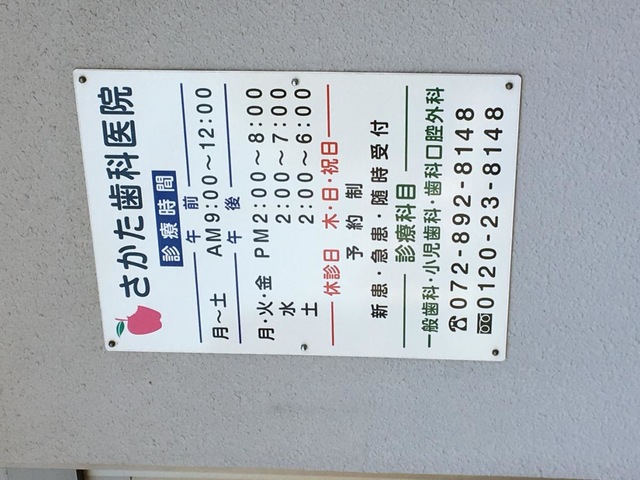 さかた歯科医院
診療時間
午前
月～土 AM9:00～12:00
午後
月・火・金 PM2:00～8:00
水 2:00～7:00
土 2:00～6:00
休診日 木・日・祝日
予約制
新患・急患・随時受付
診療科目
一般歯科・小児歯科・歯科口腔外科
☎072-892-8148
0120-23-8148